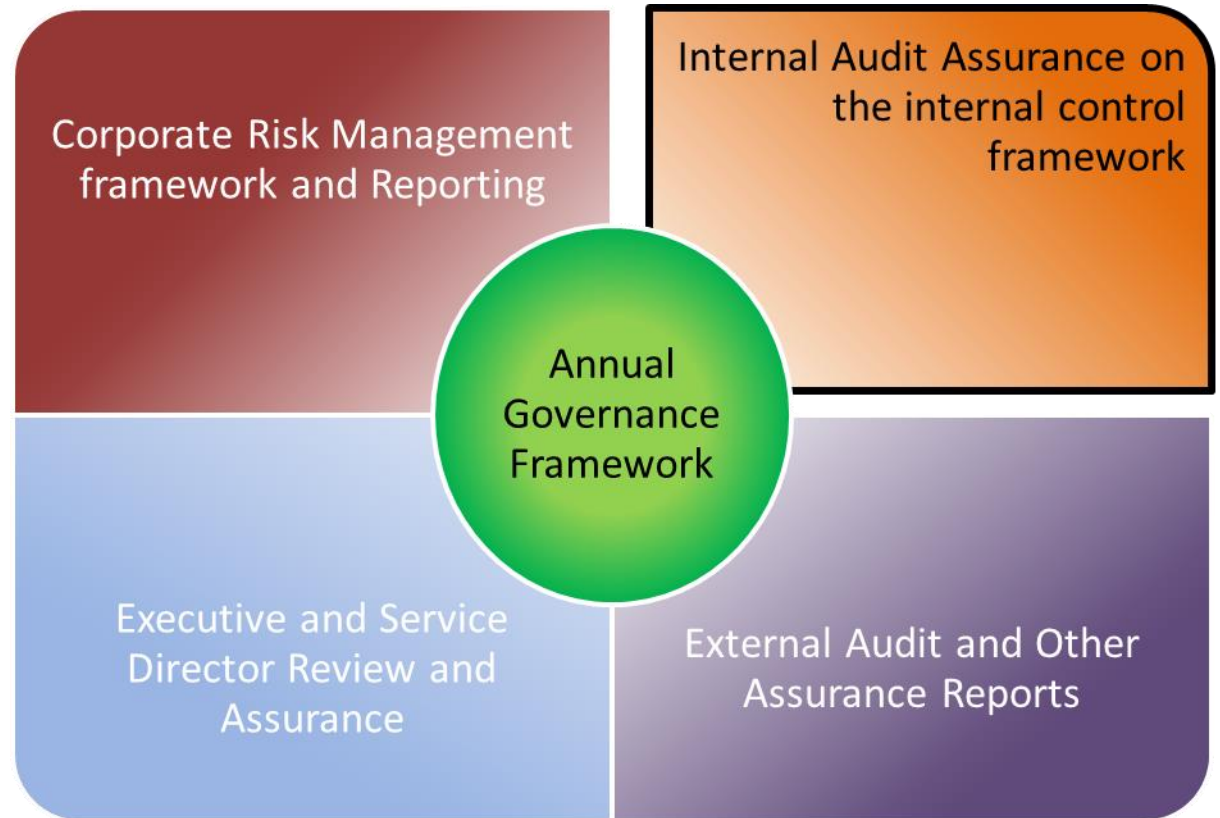 Corporate Risk Management
framework and Reporting
Internal Audit Assurance on
the internal control
framework
Annual
Governance
Framework
Executive and Service
Director Review and
Assurance
External Audit and Other
Assurance Reports